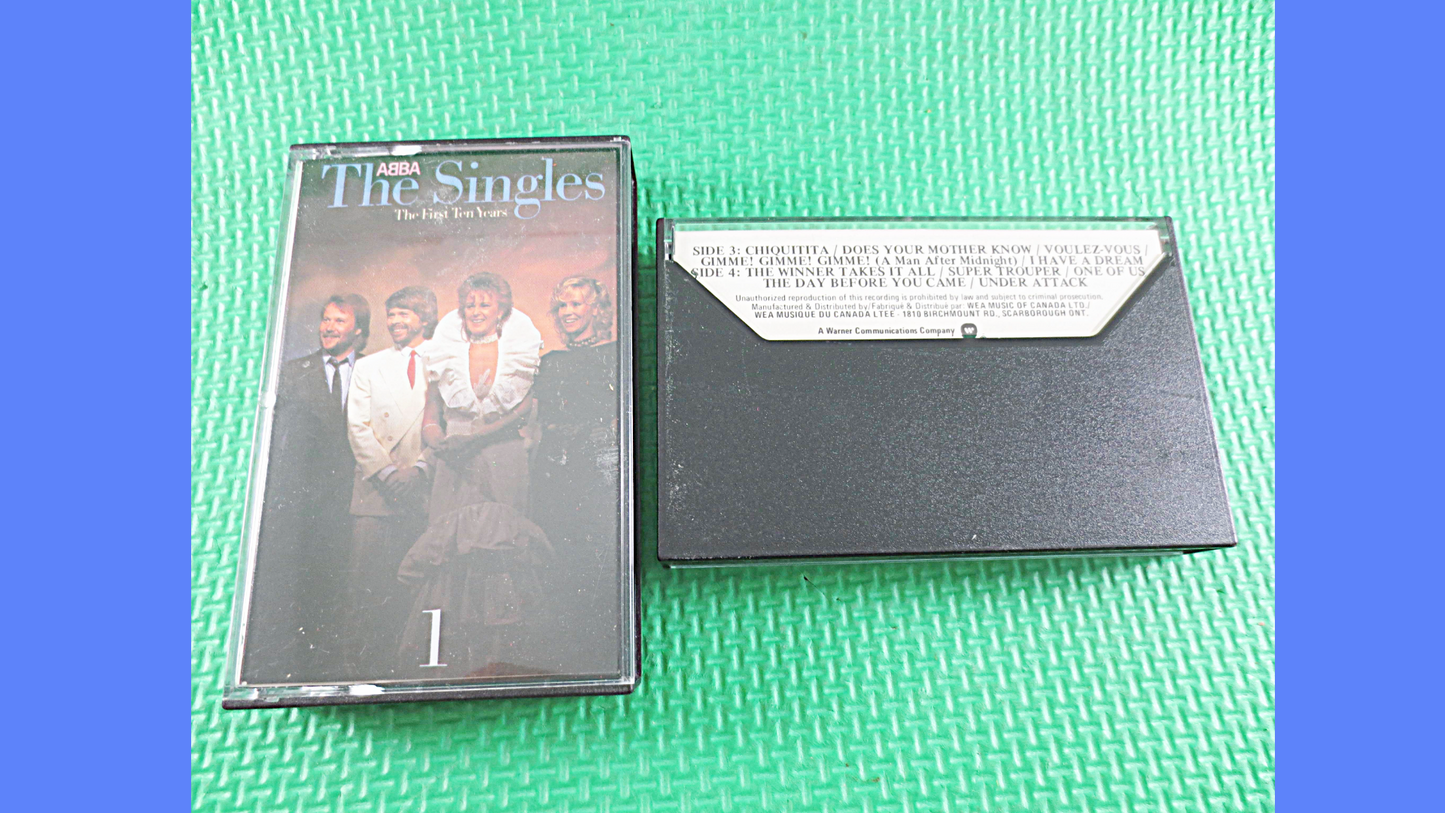 ABBA
The Singles
The First Ten Years
1
SIDE 3: CHIQUITITA / DOES YOUR MOTHER KNOW / VOULEZ-VOUS /
GIMME! GIMME! GIMME! (A Man After Midnight) / I HAVE A DREAM
SIDE 4: THE WINNER TAKES IT ALL / SUPER TROUPER / ONE OF US
THE DAY BEFORE YOU CAME / UNDER ATTACK
Unauthorized reproduction of this recording is prohibited by law and subject to criminal prosecution.
Manufactured & Distributed by/Fabriqué & Distribué par: WEA MUSIC OF CANADA LTD./
WEA MUSIQUE DU CANADA LTEE - 1810 BIRCHMOUNT RD., SCARBOROUGH ONT.
A Warner Communications Company